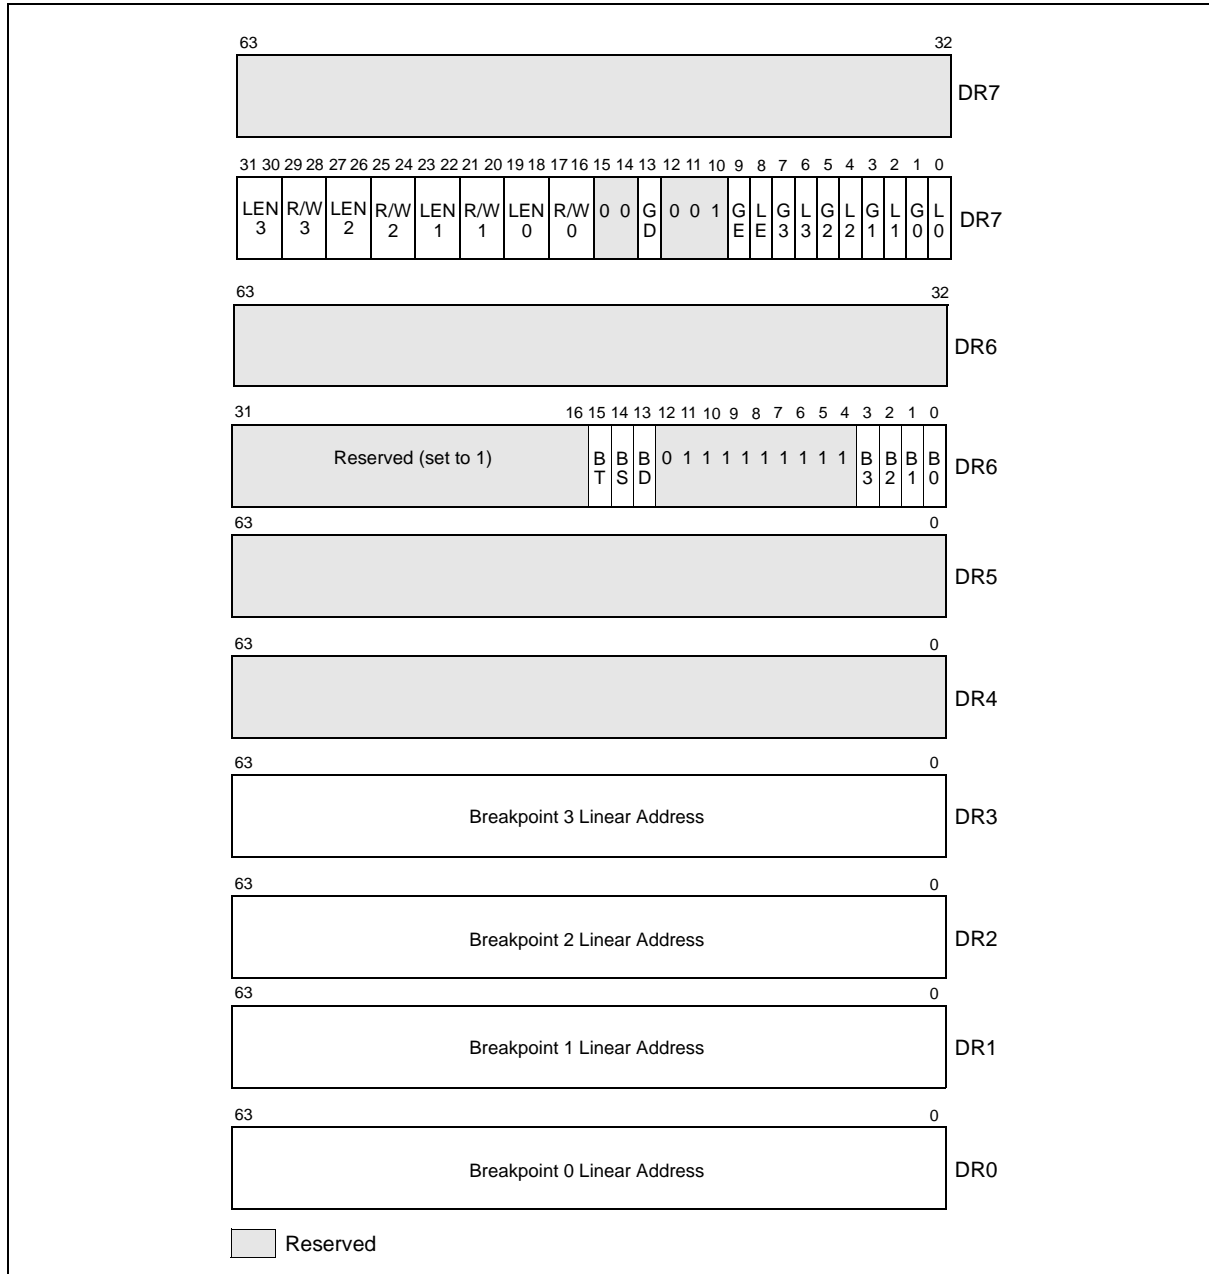 63 32
DR7
31 30 29 28 27 26 25 24 23 22 21 20 19 18 17 16 15 14 13 12 11 10 9 8 7 6 5 4 3 2 1 0
LEN R/W LEN R/W LEN R/W LEN R/W 0 0 G 0 0 1 G L G L G L G L G L DR7
3 3 2 2 1 1 0 0 D E E 3 3 2 2 1 1 0 0
63 32
DR6
31 16 15 14 13 12 11 10 9 8 7 6 5 4 3 2 1 0
Reserved (set to 1) B B B 0 1 1 1 1 1 1 1 1 B B B B DR6
T S D 3 2 1 0
63 0
DR5
63 0
DR4
63 0
Breakpoint 3 Linear Address DR3
63 0
Breakpoint 2 Linear Address DR2
63 0
Breakpoint 1 Linear Address DR1
63 0
Breakpoint 0 Linear Address DR0
Reserved